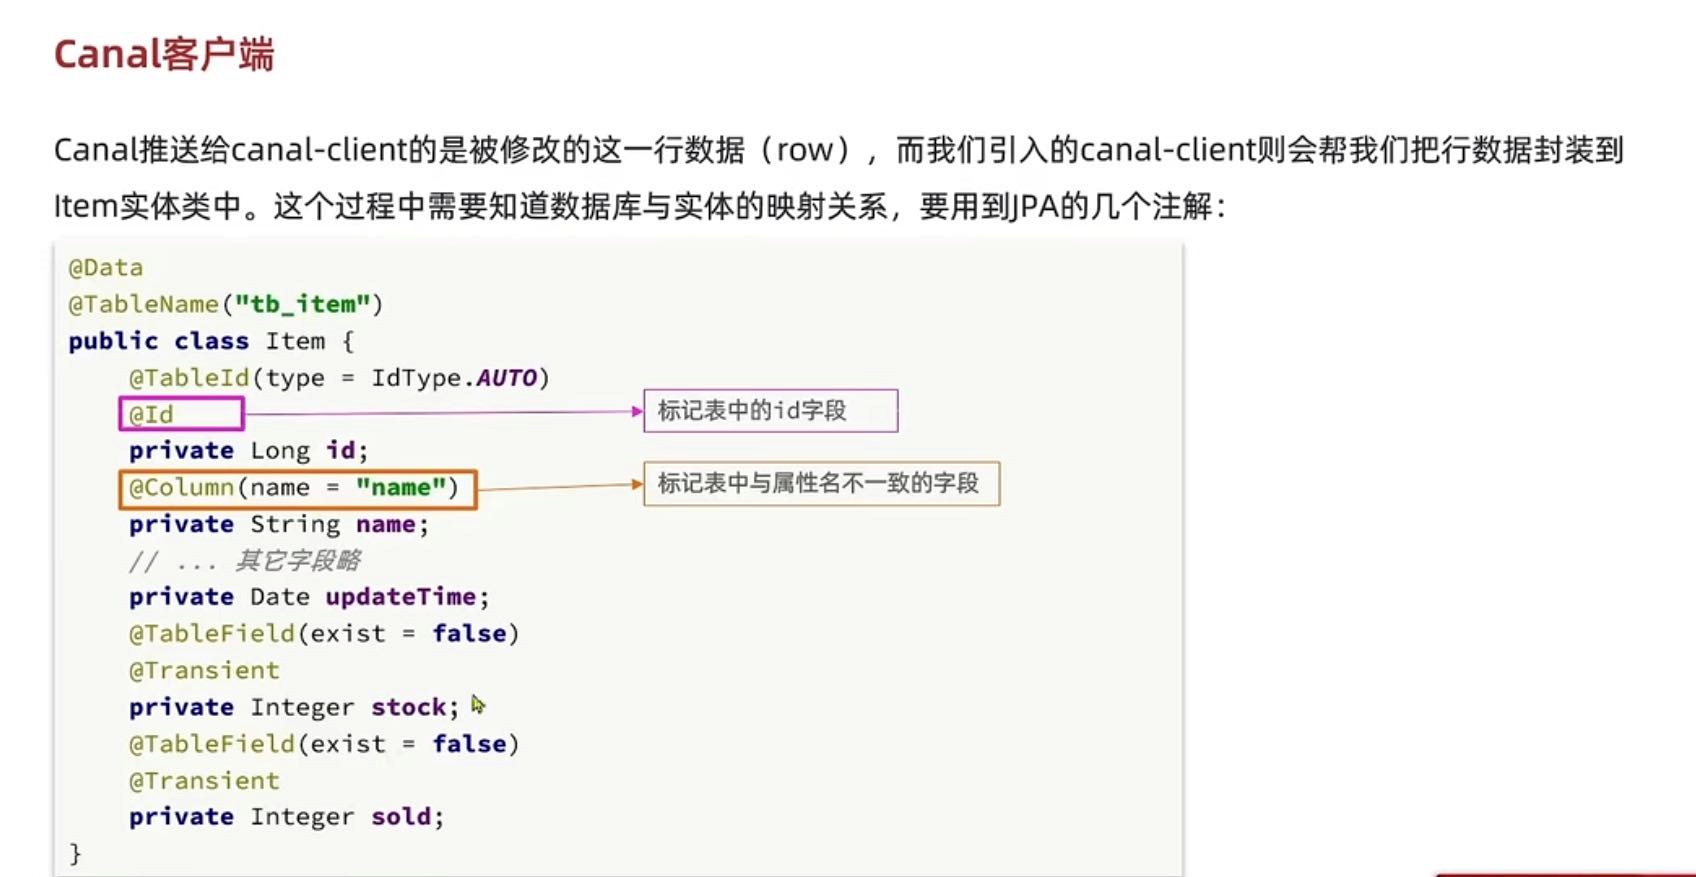 Canal客户端
Canal推送给canal-client的是被修改的这一行数据（row），而我们引入的canal-client则会帮我们把行数据封装到
Item实体类中。这个过程中需要知道数据库与实体的映射关系，要用到JPA的几个注解：
@Data
@TableName("tb_item")
public class Item {
@TableId(type = IdType.AUTO)
@Id
标记表中的id字段
private Long id;
@Column(name = "name")
标记表中与属性名不一致的字段
private String name;
// ... 其它字段略
private Date updateTime;
@TableField(exist = false)
@Transient
private Integer stock;
@TableField(exist = false)
@Transient
private Integer sold;
}